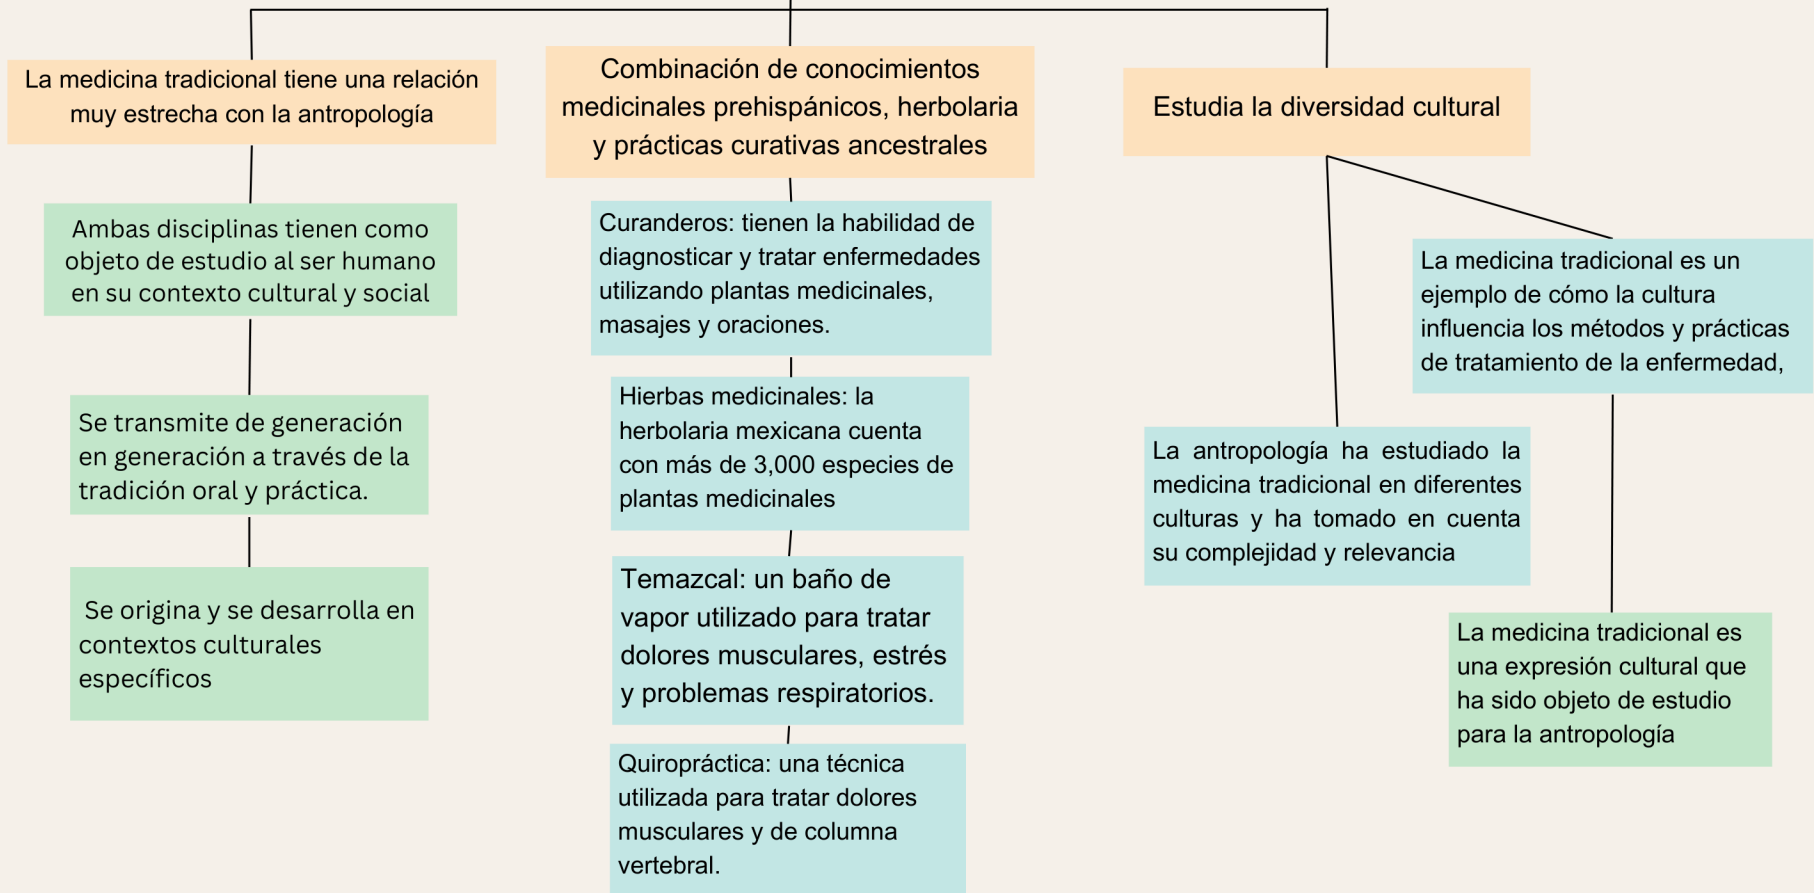 La medicina tradicional tiene una relación
muy estrecha con la antropología
Ambas disciplinas tienen como
objeto de estudio al ser humano
en su contexto cultural y social
Se transmite de generación
en generación a través de la
tradición oral y práctica.
Se origina y se desarrolla en
contextos culturales
específicos
Combinación de conocimientos
medicinales prehispánicos, herbolaria
y prácticas curativas ancestrales
Curanderos: tienen la habilidad de
diagnosticar y tratar enfermedades
utilizando plantas medicinales,
masajes y oraciones.
Hierbas medicinales: la
herbolaria mexicana cuenta
con más de 3,000 especies de
plantas medicinales
Temazcal: un baño de
vapor utilizado para tratar
dolores musculares, estrés
y problemas respiratorios.
Quiropráctica: una técnica
utilizada para tratar dolores
musculares y de columna
vertebral.
Estudia la diversidad cultural
La antropología ha estudiado la
medicina tradicional en diferentes
culturas y ha tomado en cuenta
su complejidad y relevancia
La medicina tradicional es un
ejemplo de cómo la cultura
influencia los métodos y prácticas
de tratamiento de la enfermedad,
La medicina tradicional es
una expresión cultural que
ha sido objeto de estudio
para la antropología